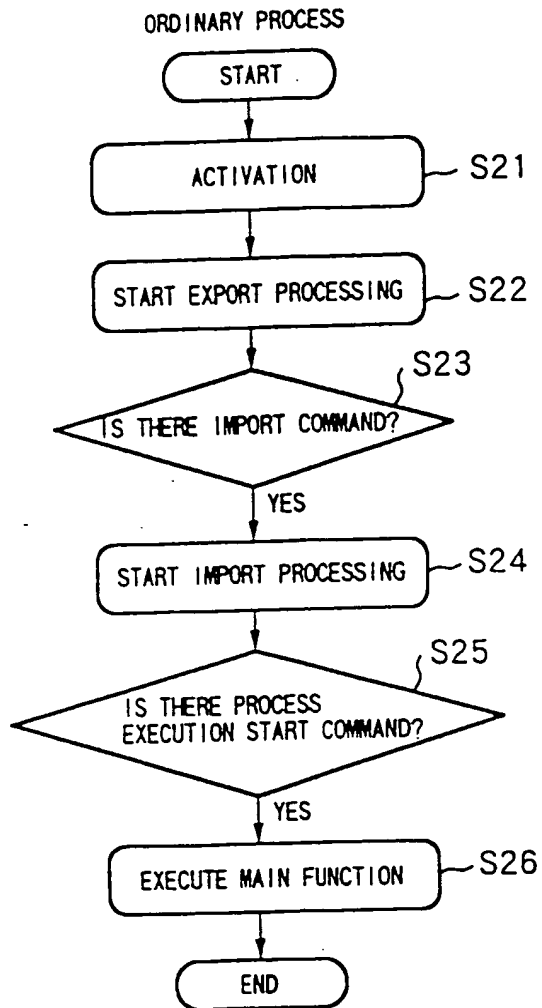 ORDINARY PROCESS
START
ACTIVATION
S21
START EXPORT PROCESSING
S22
S23
IS THERE IMPORT COMMAND?
YES
START IMPORT PROCESSING
S24
S25
IS THERE PROCESS
EXECUTION START COMMAND?
YES
EXECUTE MAIN FUNCTION
S26
END